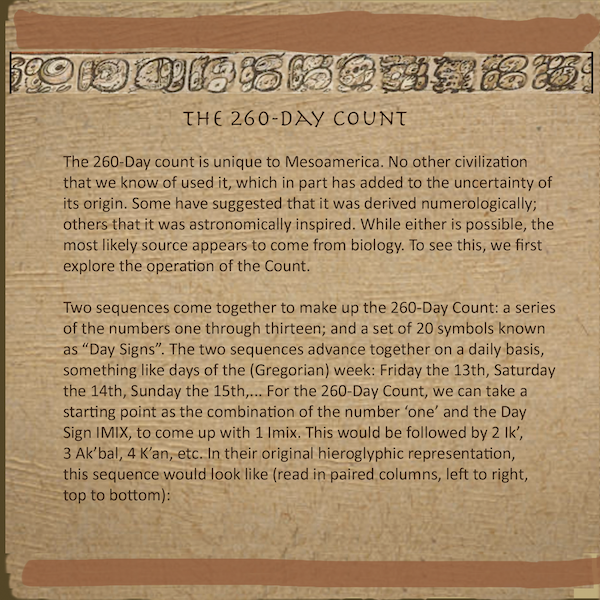 THE 260-DAY COUNT
The 260-Day count is unique to Mesoamerica. No other civilization
that we know of used it, which in part has added to the uncertainty of
its origin. Some have suggested that it was derived numerologically;
others that it was astronomically inspired. While either is possible, the
most likely source appears to come from biology. To see this, we first
explore the operation of the Count.
Two sequences come together to make up the 260-Day Count: a series
of the numbers one through thirteen; and a set of 20 symbols known
as “Day Signs”. The two sequences advance together on a daily basis,
something like days of the (Gregorian) week: Friday the 13th, Saturday
the 14th, Sunday the 15th,... For the 260-Day Count, we can take a
starting point as the combination of the number ‘one’ and the Day
Sign IMIX, to come up with 1 Imix. This would be followed by 2 Ik’,
3 Ak’bal, 4 K’an, etc. In their original hieroglyphic representation,
this sequence would look like (read in paired columns, left to right,
top to bottom):